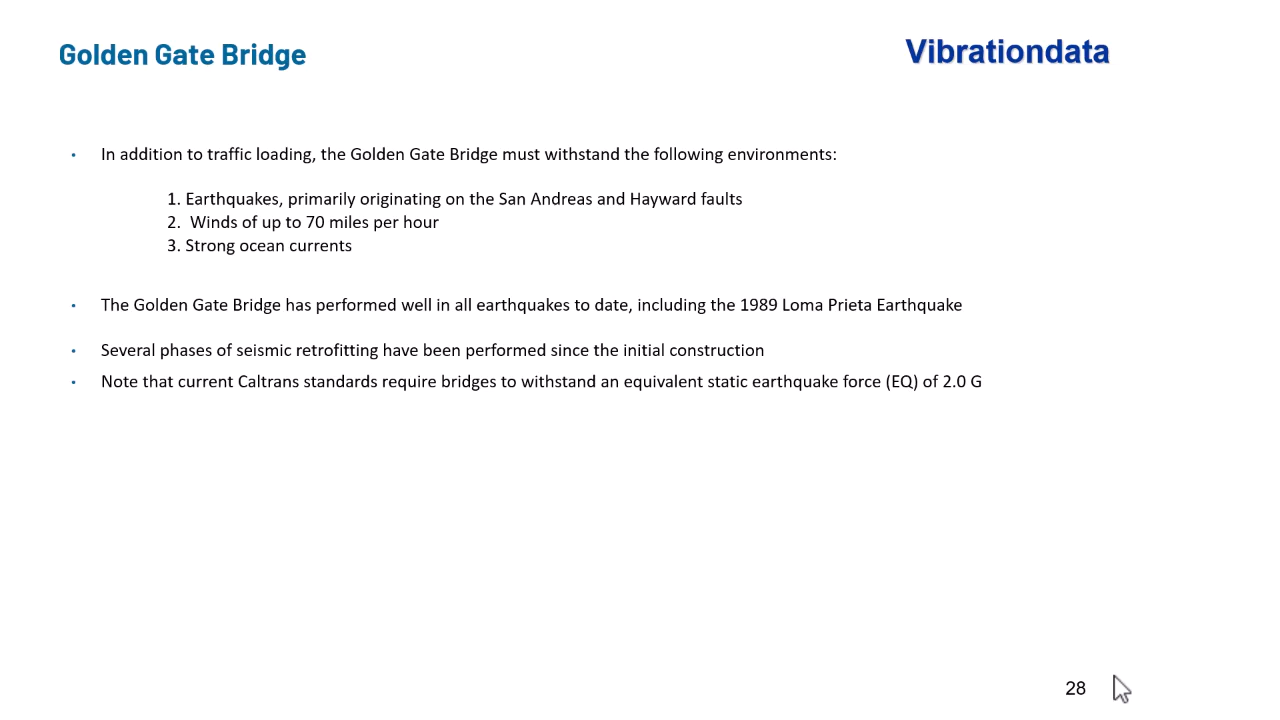 Golden Gate Bridge
Vibrationdata
• In addition to traffic loading, the Golden Gate Bridge must withstand the following environments:
1. Earthquakes, primarily originating on the San Andreas and Hayward faults
2.  Winds of up to 70 miles per hour
3. Strong ocean currents
• The Golden Gate Bridge has performed well in all earthquakes to date, including the 1989 Loma Prieta Earthquake
• Several phases of seismic retrofitting have been performed since the initial construction
• Note that current Caltrans standards require bridges to withstand an equivalent static earthquake force (EQ) of 2.0 G
28